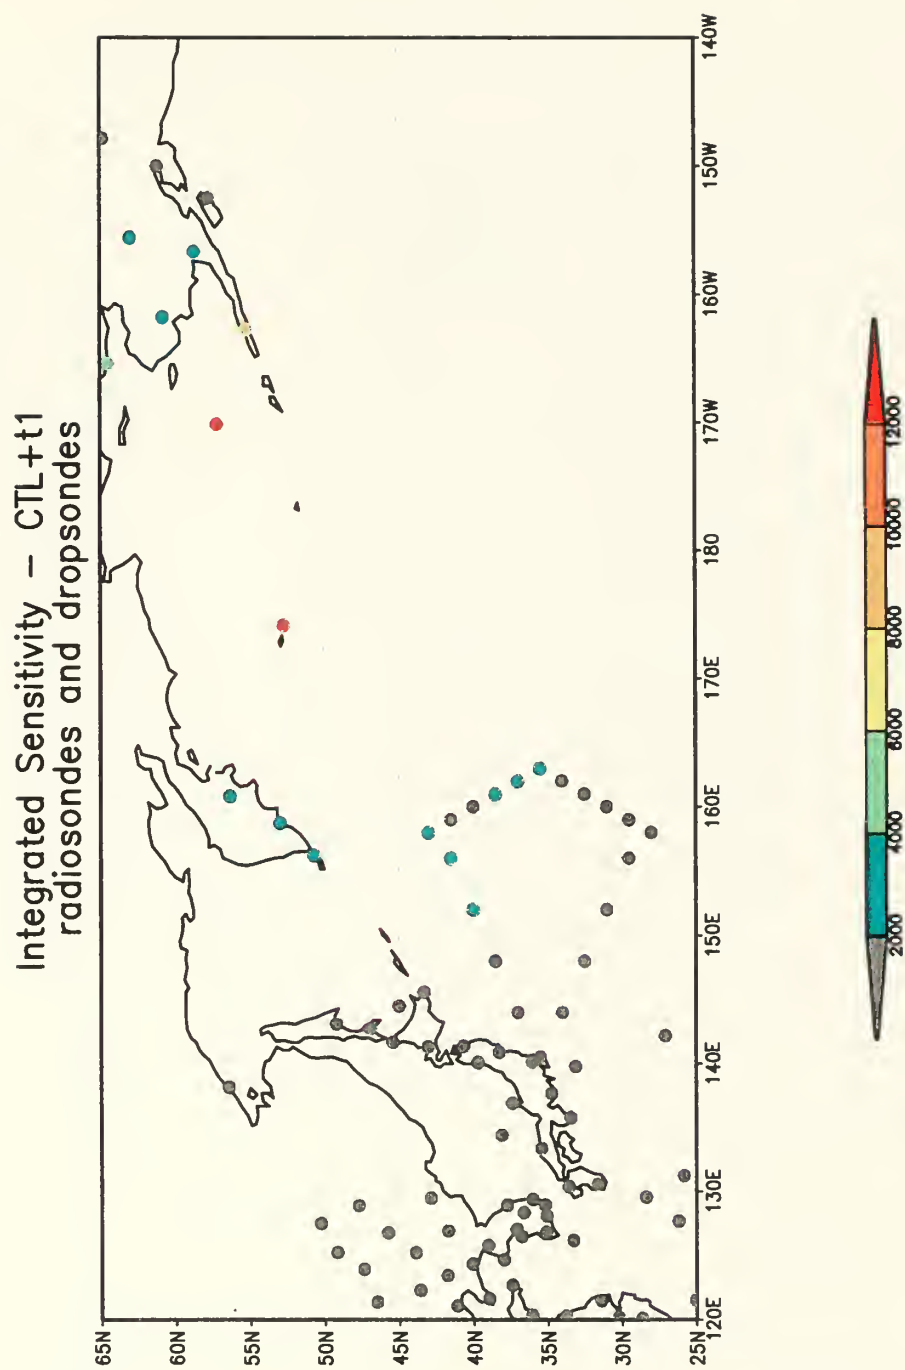 Integrated Sensitivity – CTL+t1
radiosondes and dropsondes
65N
60N
55N
50N
45N
40N
35N
30N
25N
120E
130E
140E
150E
160E
170E
180
170W
160W
150W
140W
2000
4000
6000
8000
10000
12000